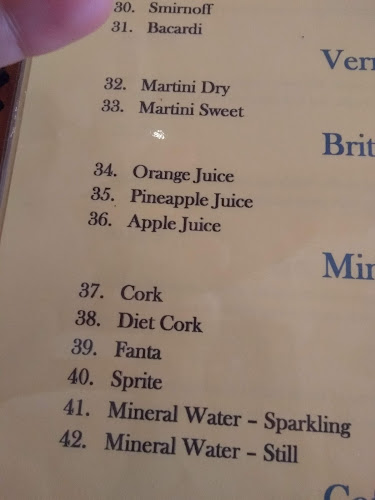 30. Smirnoff
31. Bacardi
Ver
32. Martini Dry
33. Martini Sweet
Brit
34. Orange Juice
35. Pineapple Juice
36. Apple Juice
Min
37. Cork
38. Diet Cork
39. Fanta
40. Sprite
41. Mineral Water – Sparkling
42. Mineral Water – Still